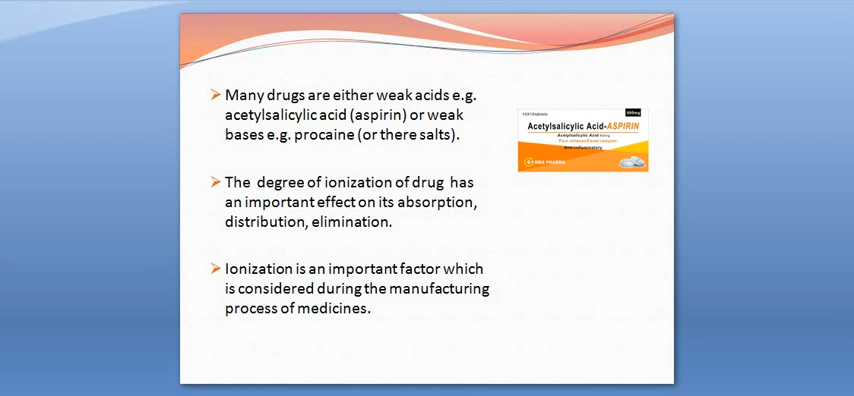 Many drugs are either weak acids e.g.
acetylsalicylic acid (aspirin) or weak
bases e.g. procaine (or there salts).
The degree of ionization of drug has
an important effect on its absorption,
distribution, elimination.
Ionization is an important factor which
is considered during the manufacturing
process of medicines.
500mg
Acetylsalicylic Acid-ASPIRIN
Acetylsalicylic Acid 500mg
Anti-inflammatory
BMS PHARMA